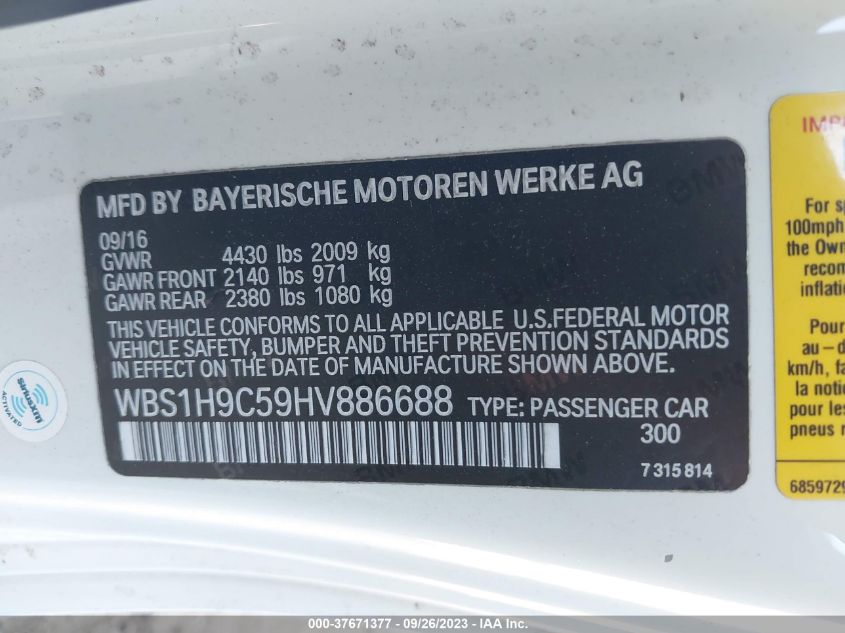 MFD BY BAYERISCHE MOTOREN WERKE AG
09/16
GVWR 4430 lbs 2009 kg
GAWR FRONT 2140 lbs 971 kg
GAWR REAR 2380 lbs 1080 kg
THIS VEHICLE CONFORMS TO ALL APPLICABLE U.S.FEDERAL MOTOR
VEHICLE SAFETY, BUMPER AND THEFT PREVENTION STANDARDS
IN EFFECT ON THE DATE OF MANUFACTURE SHOWN ABOVE.
WBS1H9C59HV886688 TYPE: PASSENGER CAR
300
7 315 814
SiriusXM
For sp
100mph
the Own
recom
inflatio
Pour
au-d
km/h, fa
la notic
pour les
pneus r
6859729
000-37671377 - 09/26/2023 - IAA Inc.